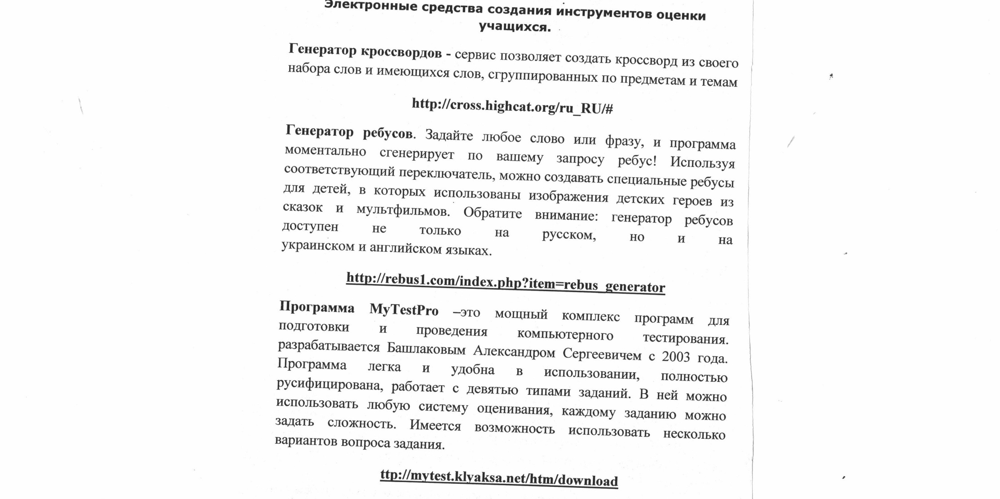 Электронные средства создания инструментов оценки
учащихся.
Генератор кроссвордов - сервис позволяет создать кроссворд из своего
набора слов и имеющихся слов, сгруппированных по предметам и темам
http://cross.highcat.org/ru_RU/#
Генератор ребусов. Задайте любое слово или фразу, и программа
моментально сгенерирует по вашему запросу ребус! Используя
соответствующий переключатель, можно создавать специальные ребусы
для детей, в которых использованы изображения детских героев из
сказок и мультфильмов. Обратите внимание: генератор ребусов
доступен не только на русском, но и на
украинском и английском языках.
http://rebus1.com/index.php?item=rebus_generator
Программа MyTestPro –это мощный комплекс программ для
подготовки и проведения компьютерного тестирования.
разрабатывается Башлаковым Александром Сергеевичем с 2003 года.
Программа легка и удобна в использовании, полностью
русифицирована, работает с девятью типами заданий. В ней можно
использовать любую систему оценивания, каждому заданию можно
задать сложность. Имеется возможность использовать несколько
вариантов вопроса задания.
ttp://mytest.klyaksa.net/htm/download